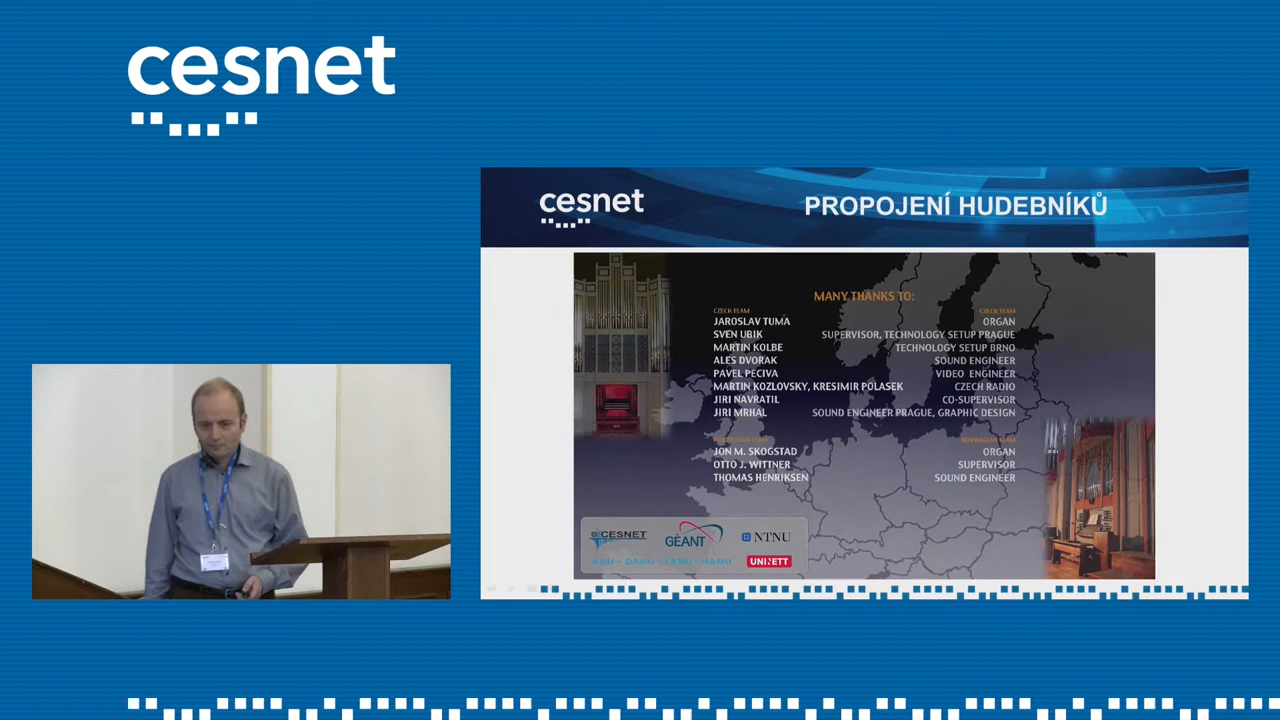 cesnet
cesnet
PROPOJENÍ HUDEBNÍKŮ
MANY THANKS TO:
CZECH TEAM CZECH TEAM
JAROSLAV TUMA ORGAN
SVEN UBIK SUPERVISOR, TECHNOLOGY SETUP PRAGUE
MARTIN KOLBE TECHNOLOGY SETUP BRNO
ALES DVORAK SOUND ENGINEER
PAVEL PECIVA VIDEO ENGINEER
MARTIN KOZLOVSKY, KRESIMIR POLASEK CZECH RADIO
JIRI NAVRATIL CO-SUPERVISOR
JIRI MRHAL SOUND ENGINEER PRAGUE, GRAPHIC DESIGN
NORWEGIAN TEAM
JON M. SKOGSTAD ORGAN
OTTO J. WITTNER SUPERVISOR
THOMAS HENRIKSEN SOUND ENGINEER
CESNET GÉANT NTNU
UNINETT